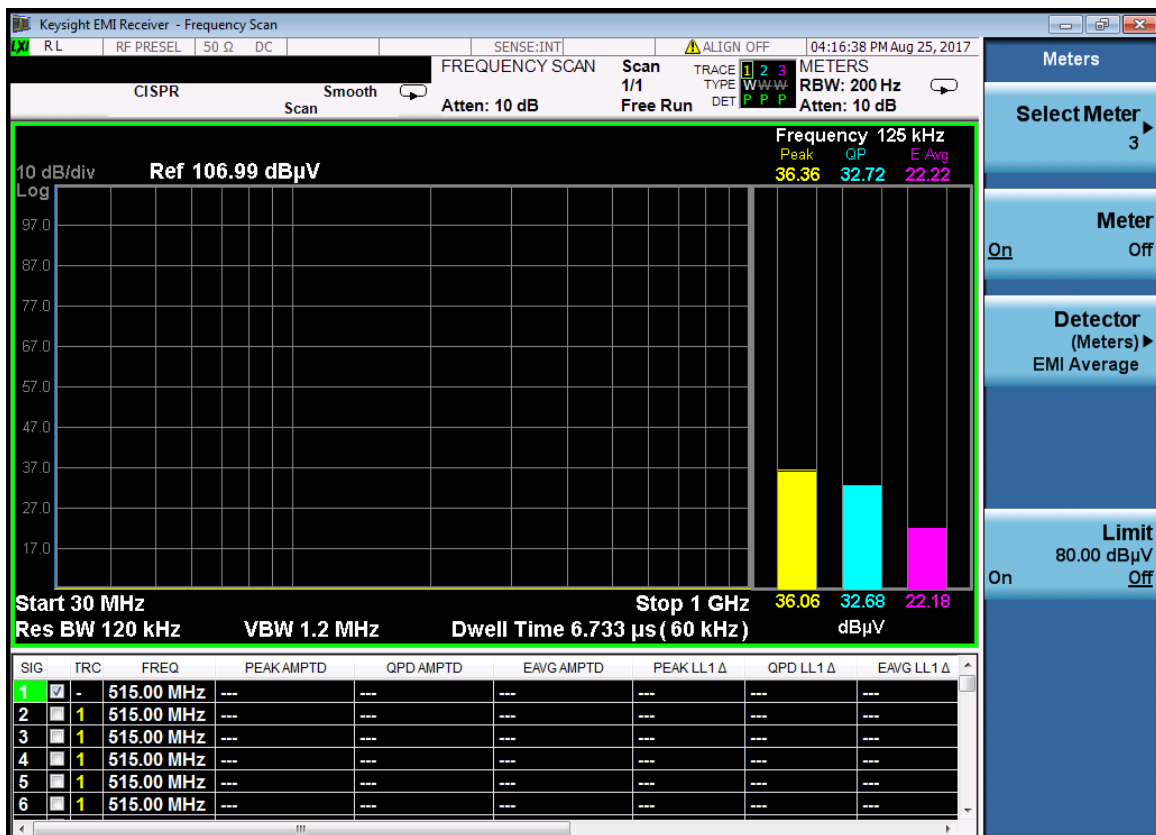 Keysight EMI Receiver - Frequency Scan
LXI RL RF PRESEL 50 Ω DC SENSE:INT ALIGN OFF 04:16:38 PM Aug 25, 2017
FREQUENCY SCAN Scan TRACE 1 2 3 METERS
CISPR Smooth 1/1 TYPE W W W RBW: 200 Hz
Scan Atten: 10 dB Free Run DET P P P Atten: 10 dB
Frequency 125 kHz
Peak QP E Avg
10 dB/div Ref 106.99 dBµV 36.36 32.72 22.22
Log
97.0
87.0
77.0
67.0
57.0
47.0
37.0
27.0
17.0
Start 30 MHz Stop 1 GHz 36.06 32.68 22.18
Res BW 120 kHz VBW 1.2 MHz Dwell Time 6.733 µs (60 kHz) dBµV
SIG TRC FREQ PEAK AMPTD QPD AMPTD EAVG AMPTD PEAK LL1 Δ QPD LL1 Δ EAVG LL1 Δ
1 - 515.00 MHz --- --- --- --- --- ---
2 1 515.00 MHz --- --- --- --- --- ---
3 1 515.00 MHz --- --- --- --- --- ---
4 1 515.00 MHz --- --- --- --- --- ---
5 1 515.00 MHz --- --- --- --- --- ---
6 1 515.00 MHz --- --- --- --- --- ---
Meters
Select Meter
3
Meter
On Off
Detector
(Meters)
EMI Average
Limit
80.00 dBµV
On Off